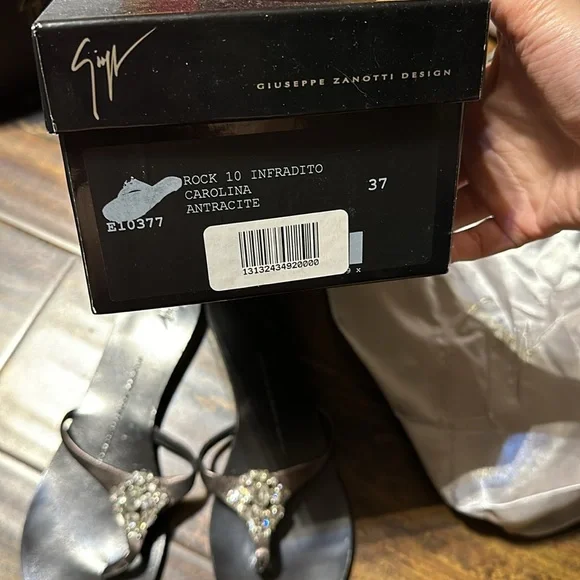 GIUSEPPE ZANOTTI DESIGN
ROCK 10 INFRADITO
CAROLINA
37
ANTRACITE
E10377
13132434920000